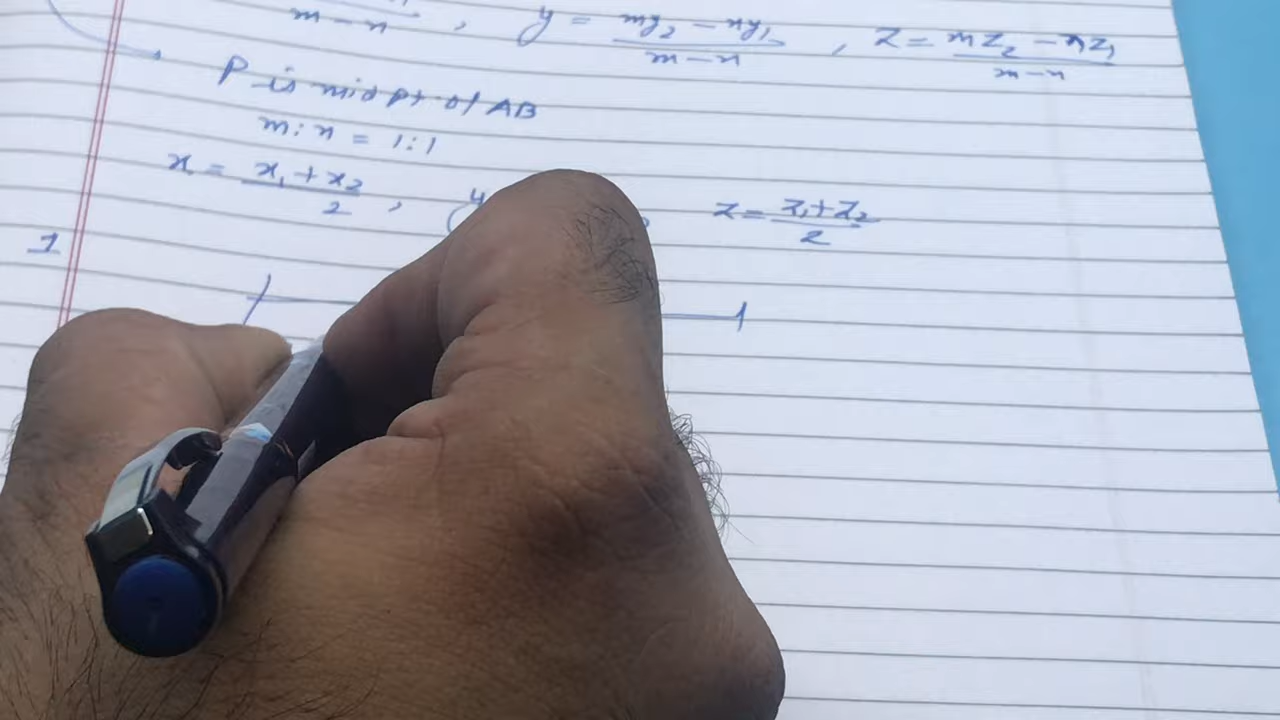 m-n , y = my₂ - ny₁ / m-n , z = mz₂ - nz₁ / m-n
P is mid pt of AB
m:n = 1:1
x = x₁ + x₂ / 2 , y z = z₁ + z₂ / 2
1